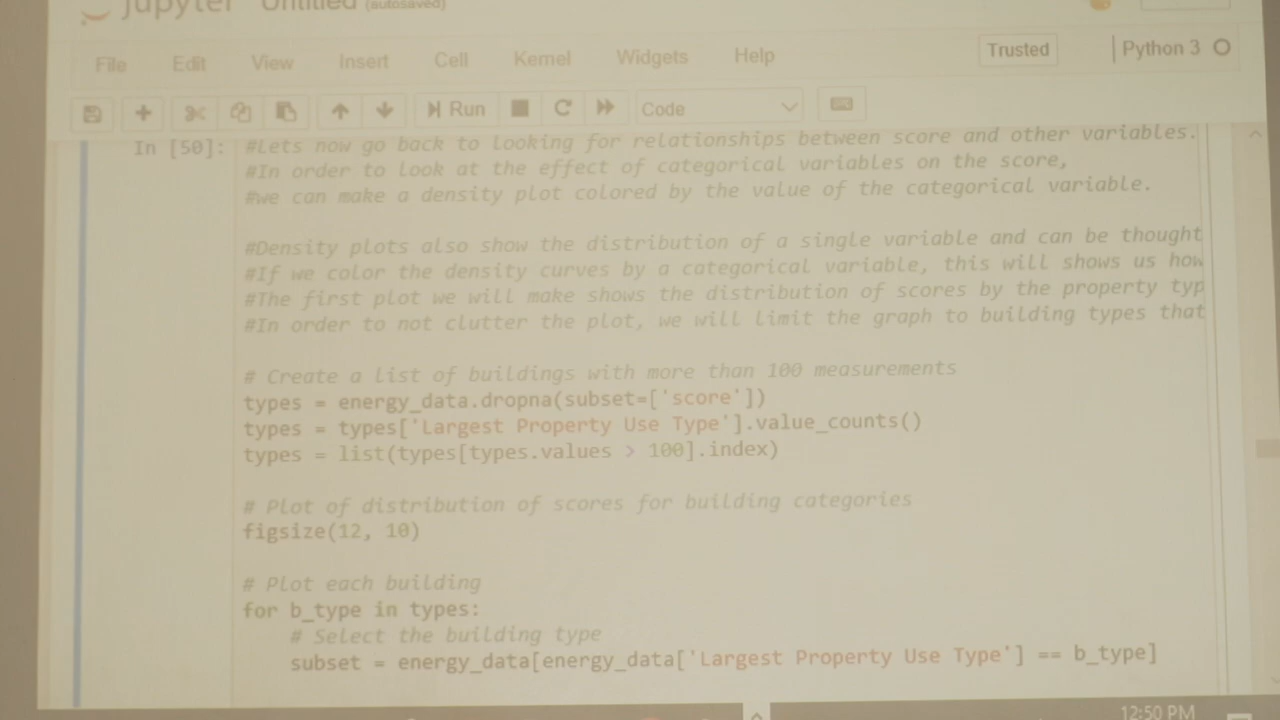 jupyter Untitled (autosaved)
File Edit View Insert Cell Kernel Widgets Help Trusted Python 3
Run Code
In [50]: #Lets now go back to looking for relationships between score and other variables.
#In order to look at the effect of categorical variables on the score,
#we can make a density plot colored by the value of the categorical variable.
#Density plots also show the distribution of a single variable and can be thought
#If we color the density curves by a categorical variable, this will shows us how
#The first plot we will make shows the distribution of scores by the property typ
#In order to not clutter the plot, we will limit the graph to building types that
# Create a list of buildings with more than 100 measurements
types = energy_data.dropna(subset=['score'])
types = types['Largest Property Use Type'].value_counts()
types = list(types[types.values > 100].index)
# Plot of distribution of scores for building categories
figsize(12, 10)
# Plot each building
for b_type in types:
# Select the building type
subset = energy_data[energy_data['Largest Property Use Type'] == b_type]
12:50 PM